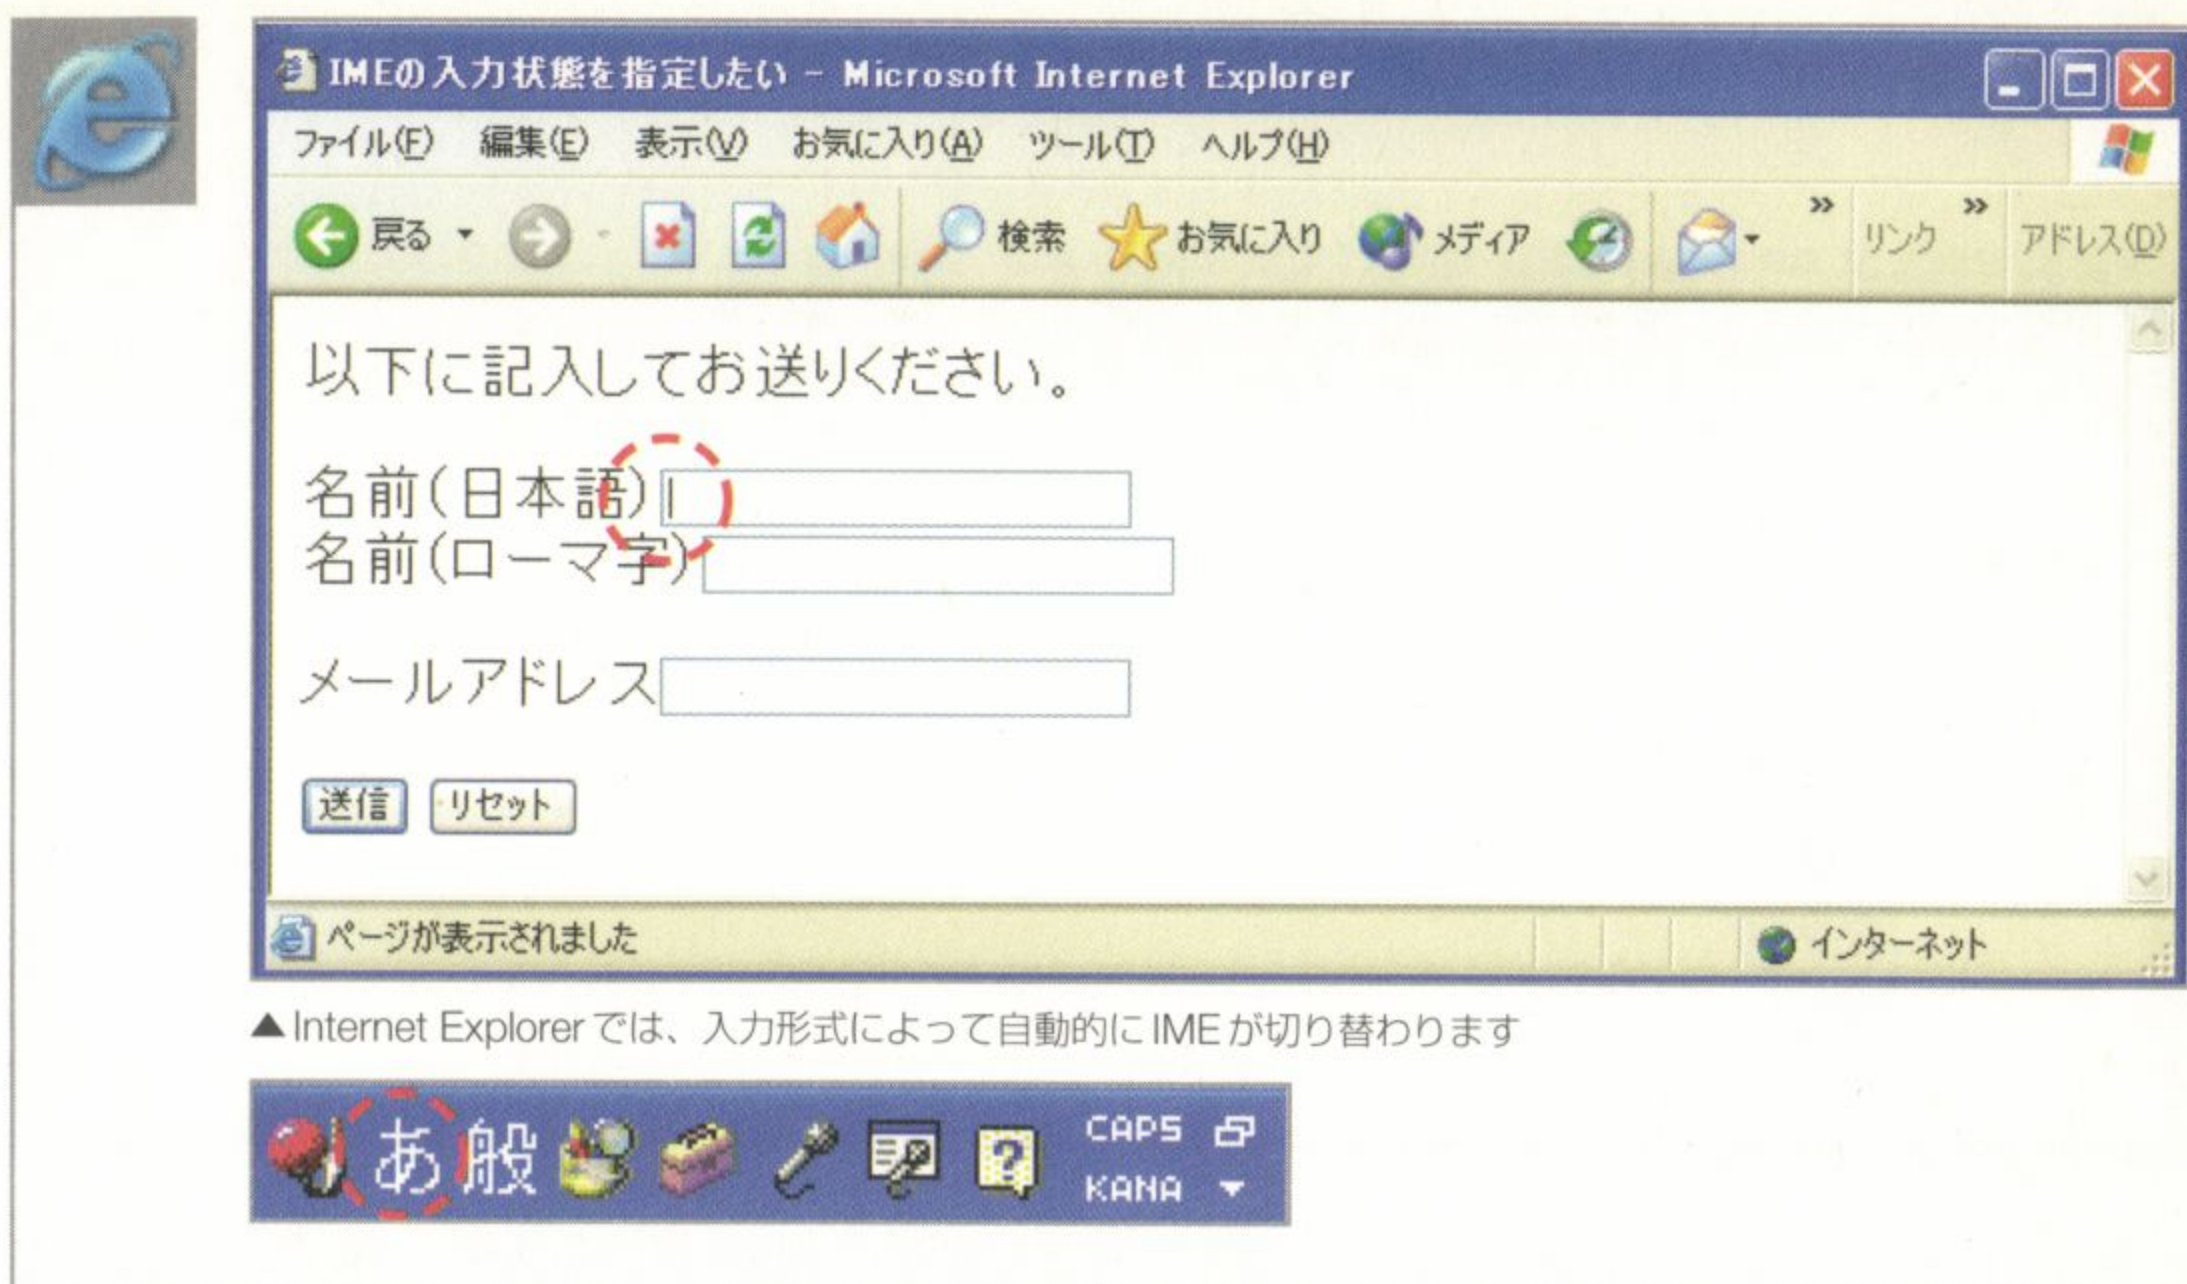 IMEの入力状態を指定したい - Microsoft Internet Explorer
ファイル(F) 編集(E) 表示(V) お気に入り(A) ツール(T) ヘルプ(H)
戻る 検索 お気に入り メディア » リンク » アドレス(D)
以下に記入してお送りください。
名前(日本語)
名前(ローマ字)
メールアドレス
送信 リセット
ページが表示されました インターネット
▲Internet Explorerでは、入力形式によって自動的にIMEが切り替わります
あ 般 CAPS
KANA